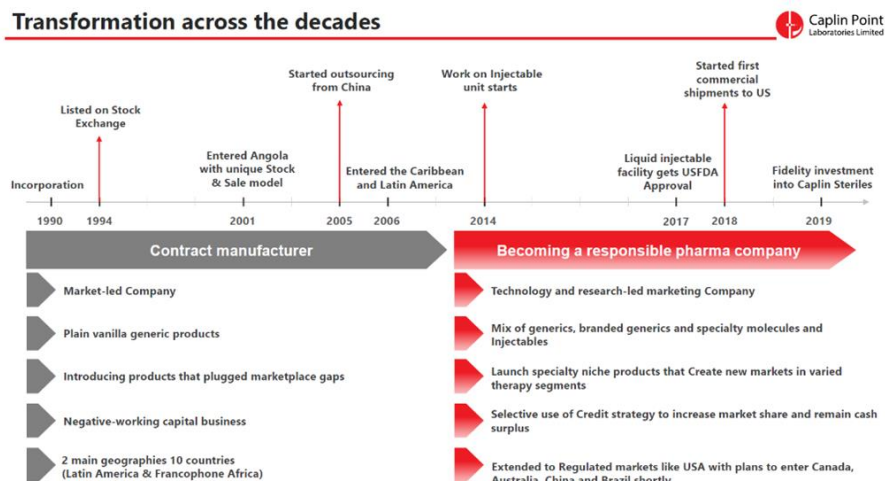 Transformation across the decades
Caplin Point
Laboratories Limited
Incorporation
Listed on Stock
Exchange
Entered Angola
with unique Stock
& Sale model
Started outsourcing
from China
Entered the Caribbean
and Latin America
Work on Injectable
unit starts
Liquid injectable
facility gets USFDA
Approval
Started first
commercial
shipments to US
Fidelity investment
into Caplin Steriles
1990 1994 2001 2005 2006 2014 2017 2018 2019
Contract manufacturer
Market-led Company
Plain vanilla generic products
Introducing products that plugged marketplace gaps
Negative-working capital business
2 main geographies 10 countries
(Latin America & Francophone Africa)
Becoming a responsible pharma company
Technology and research-led marketing Company
Mix of generics, branded generics and specialty molecules and
Injectables
Launch specialty niche products that Create new markets in varied
therapy segments
Selective use of Credit strategy to increase market share and remain cash
surplus
Extended to Regulated markets like USA with plans to enter Canada,
Australia, China and Brazil shortly